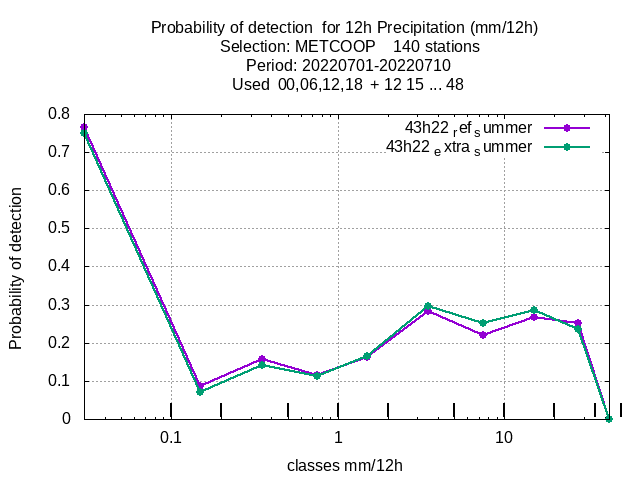 Probability of detection  for 12h Precipitation (mm/12h)
Selection: METCOOP    140 stations
Period: 20220701-20220710
Used  00,06,12,18  + 12 15 ... 48
43h22 ref summer
43h22 extra summer
0.8
0.7
0.6
0.5
0.4
0.3
0.2
0.1
0
Probability of detection
0.1 1 10
classes mm/12h